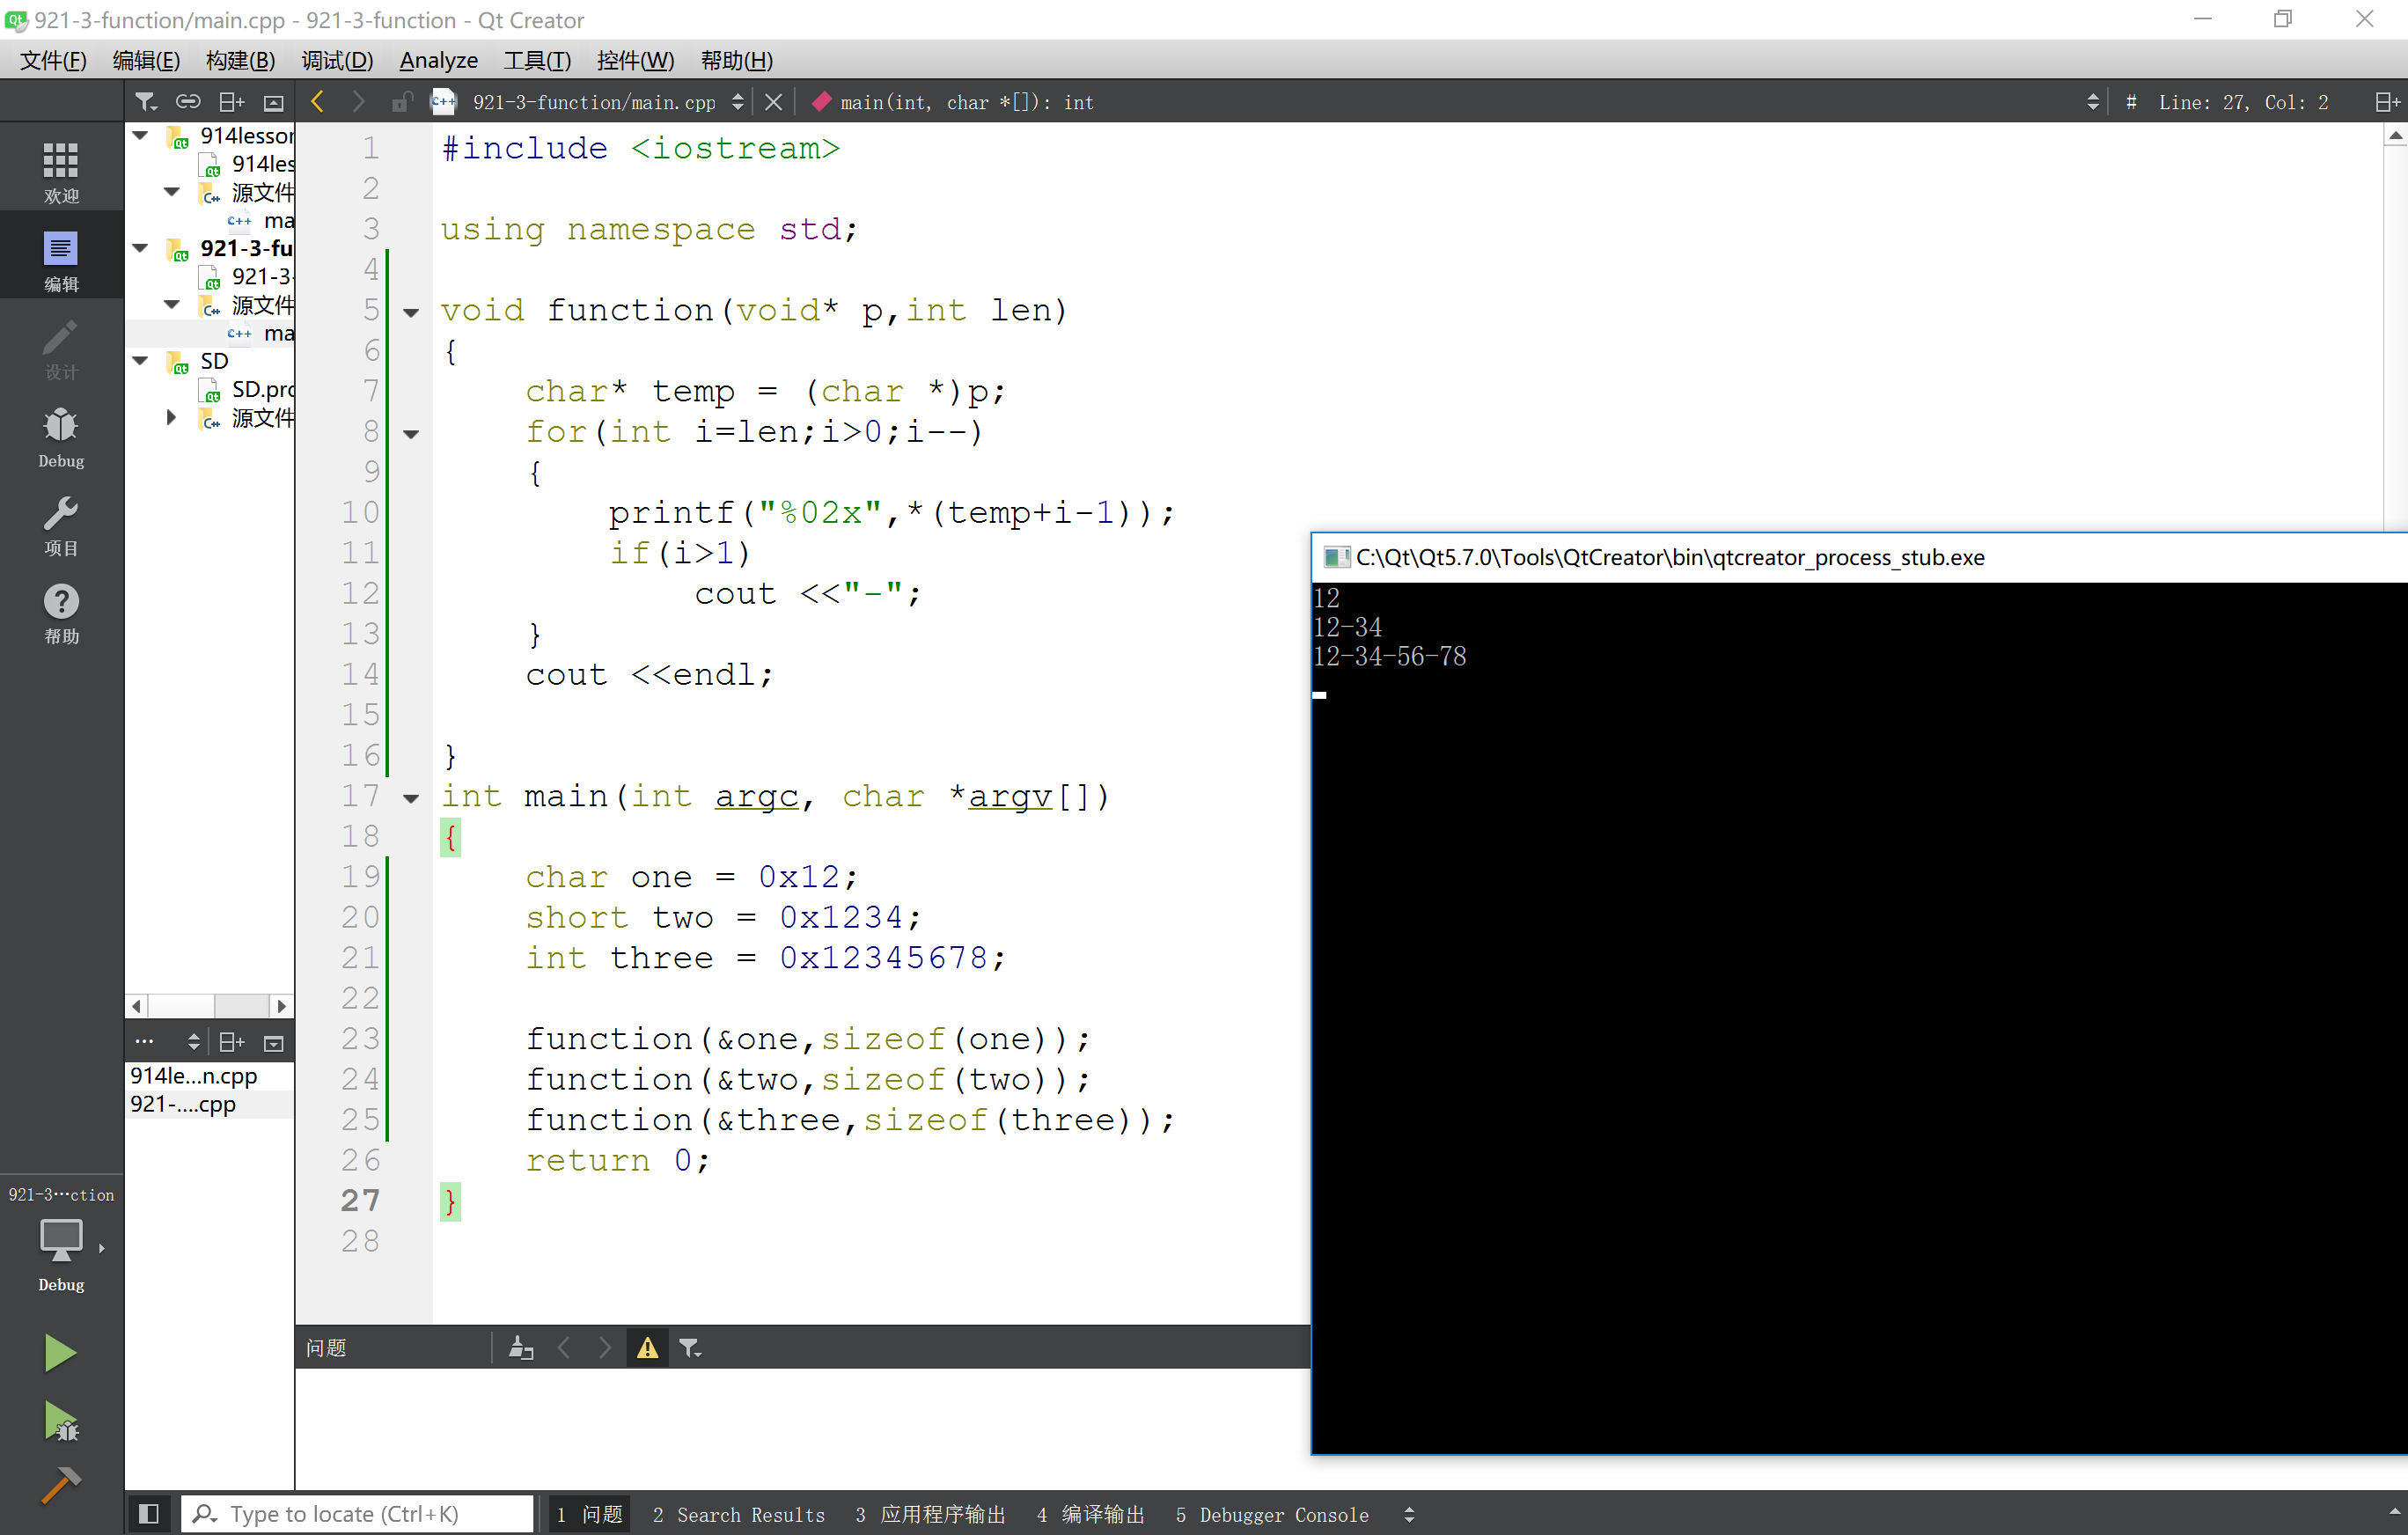 921-3-function/main.cpp - 921-3-function - Qt Creator
文件(F) 编辑(E) 构建(B) 调试(D) Analyze 工具(T) 控件(W) 帮助(H)
921-3-function/main.cpp main(int, char *[]): int # Line: 27, Col: 2
欢迎
编辑
设计
Debug
项目
帮助
921-3…ction
Debug
914lessor
914les
源文件
ma
921-3-fu
921-3-
源文件
ma
SD
SD.pro
源文件
914le...n.cpp
921-....cpp
1 #include <iostream>
2
3 using namespace std;
4
5 void function(void* p,int len)
6 {
7 char* temp = (char *)p;
8 for(int i=len;i>0;i--)
9 {
10 printf("%02x",*(temp+i-1));
11 if(i>1)
12 cout <<"-";
13 }
14 cout <<endl;
15
16 }
17 int main(int argc, char *argv[])
18 {
19 char one = 0x12;
20 short two = 0x1234;
21 int three = 0x12345678;
22
23 function(&one,sizeof(one));
24 function(&two,sizeof(two));
25 function(&three,sizeof(three));
26 return 0;
27 }
28
C:\Qt\Qt5.7.0\Tools\QtCreator\bin\qtcreator_process_stub.exe
12
12-34
12-34-56-78
问题
Type to locate (Ctrl+K) 1 问题 2 Search Results 3 应用程序输出 4 编译输出 5 Debugger Console